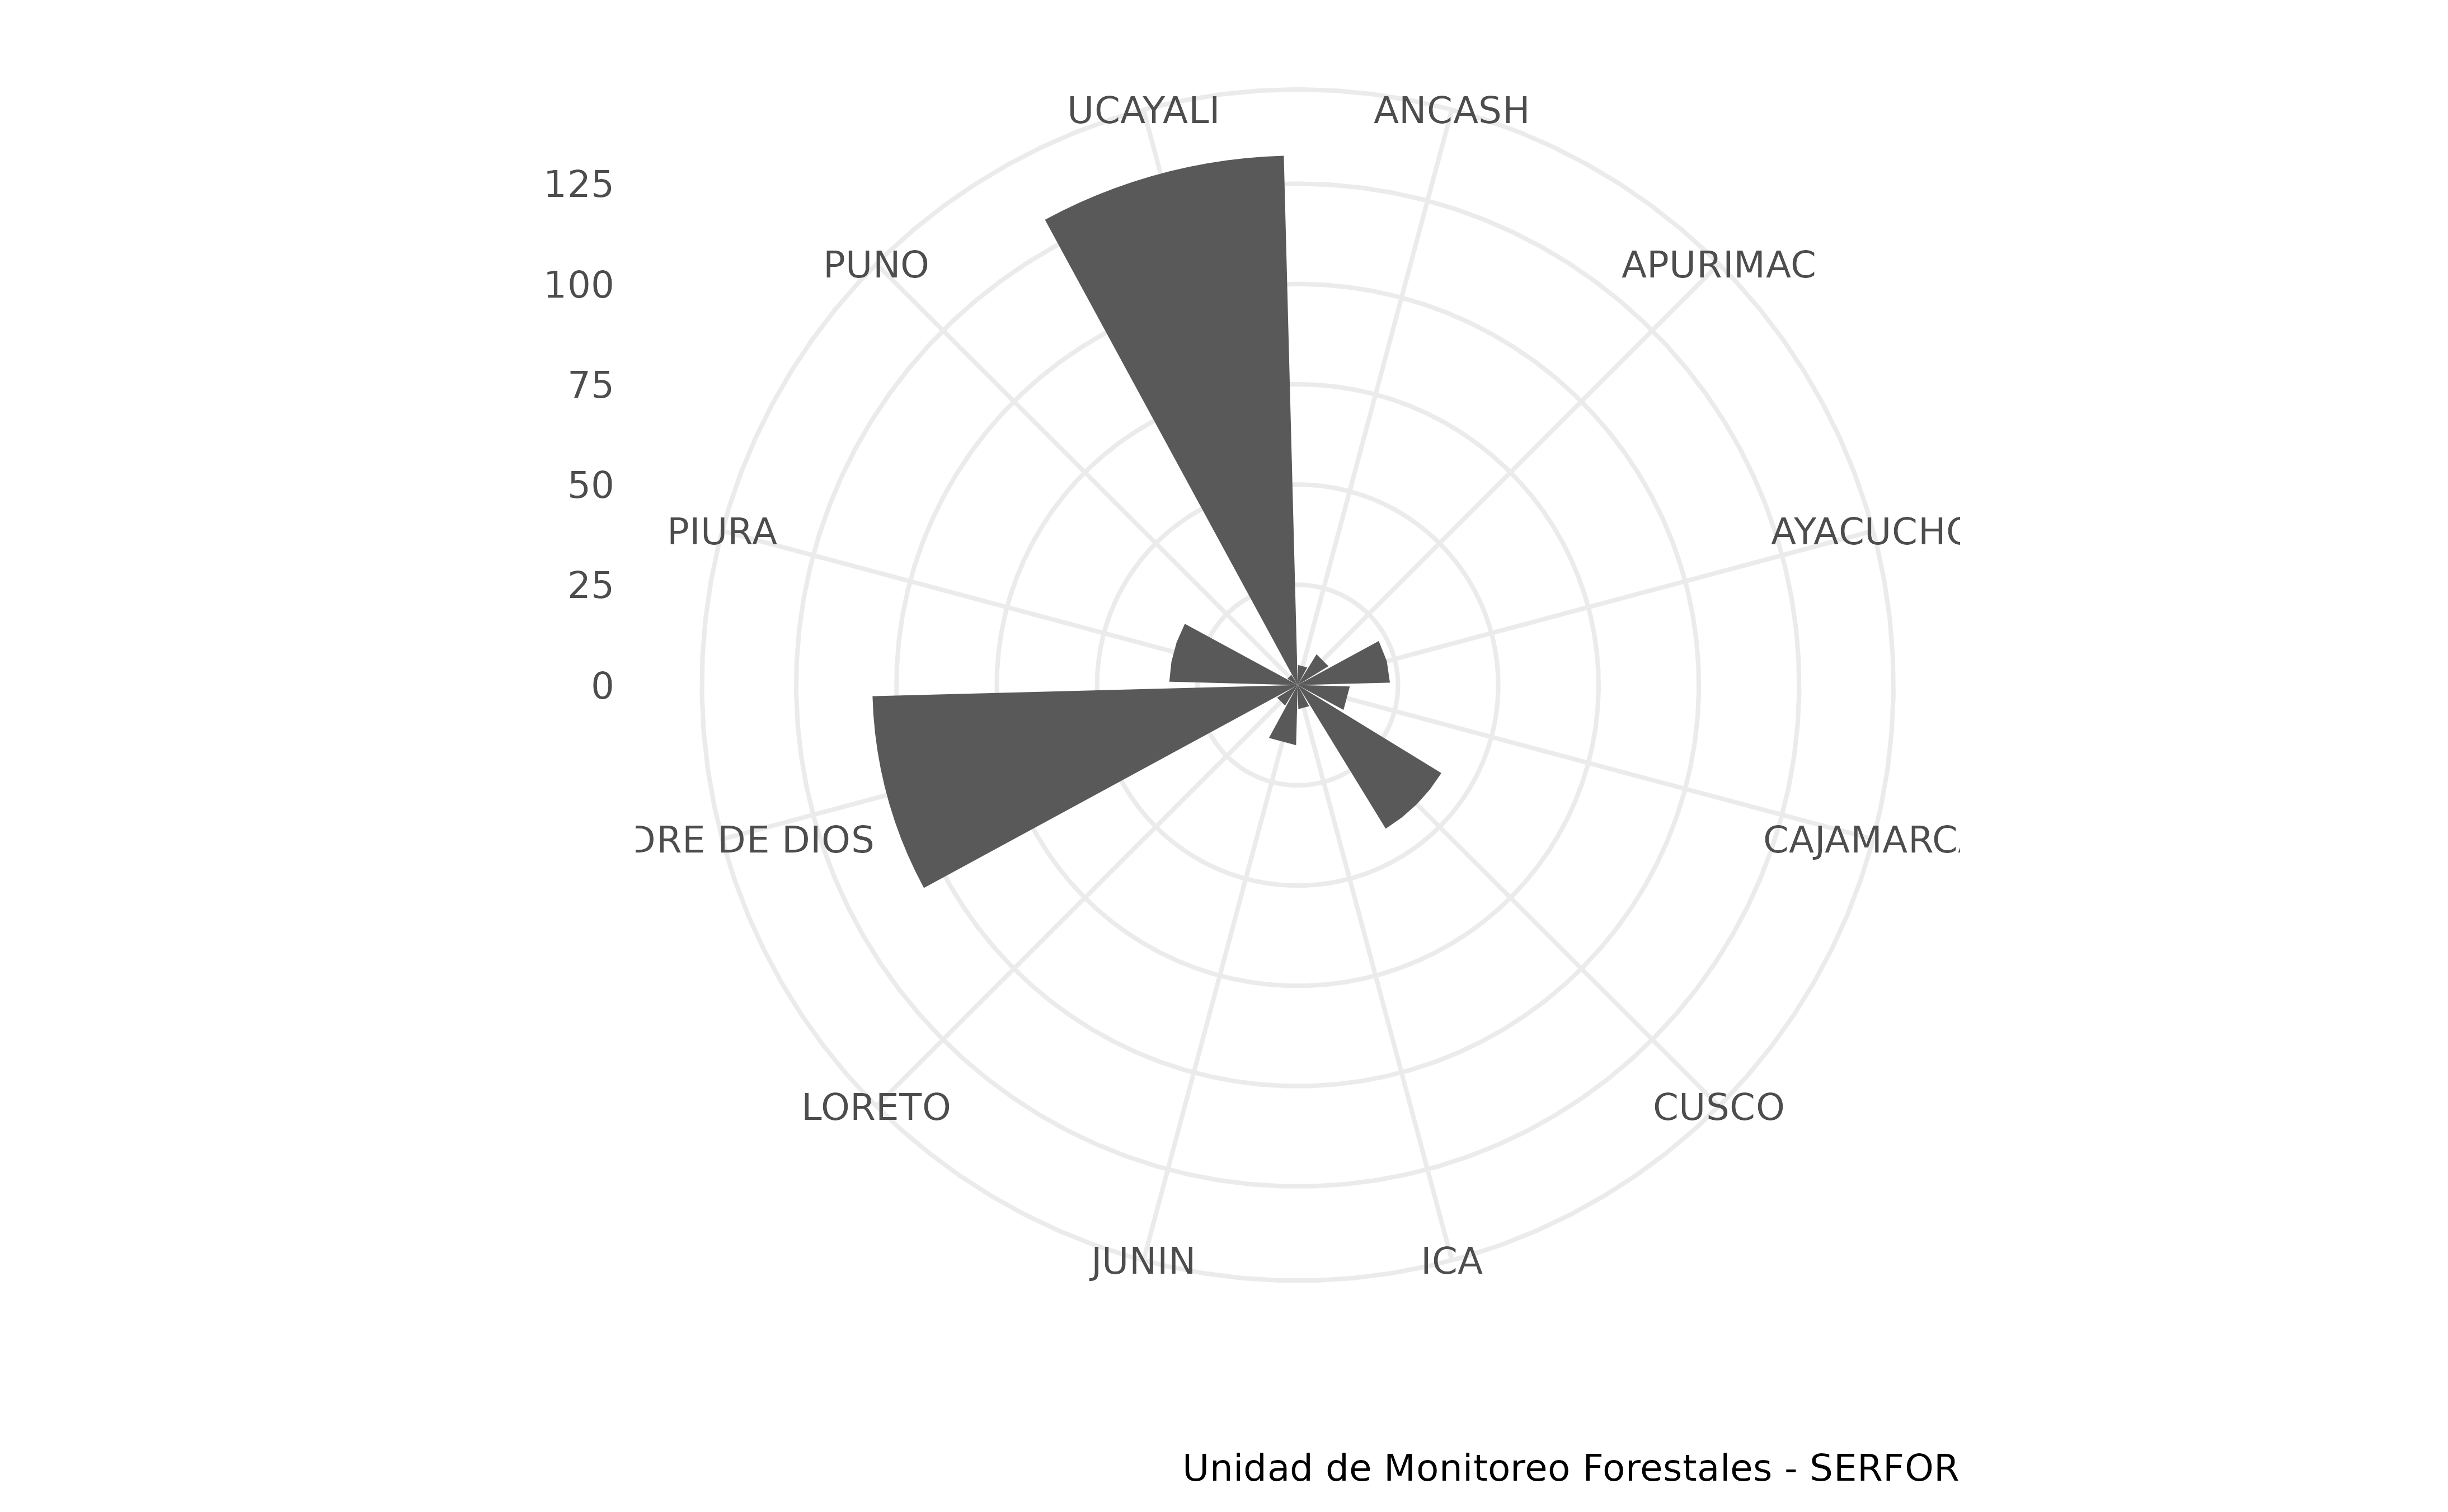 UCAYALI
ANCASH
125
PUNO
APURIMAC
100
75
50
PIURA
AYACUCHO
25
0
DRE DE DIOS
CAJAMARC
LORETO
CUSCO
JUNIN
ICA
Unidad de Monitoreo Forestales - SERFOR